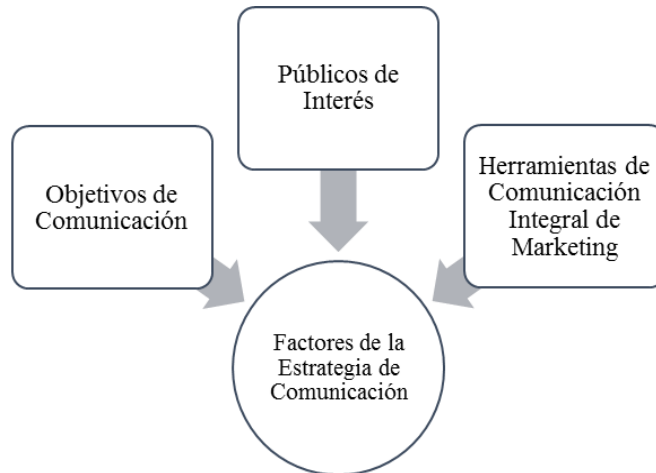 Públicos de
Interés
Objetivos de
Comunicación
Herramientas de
Comunicación
Integral de
Marketing
Factores de la
Estrategia de
Comunicación